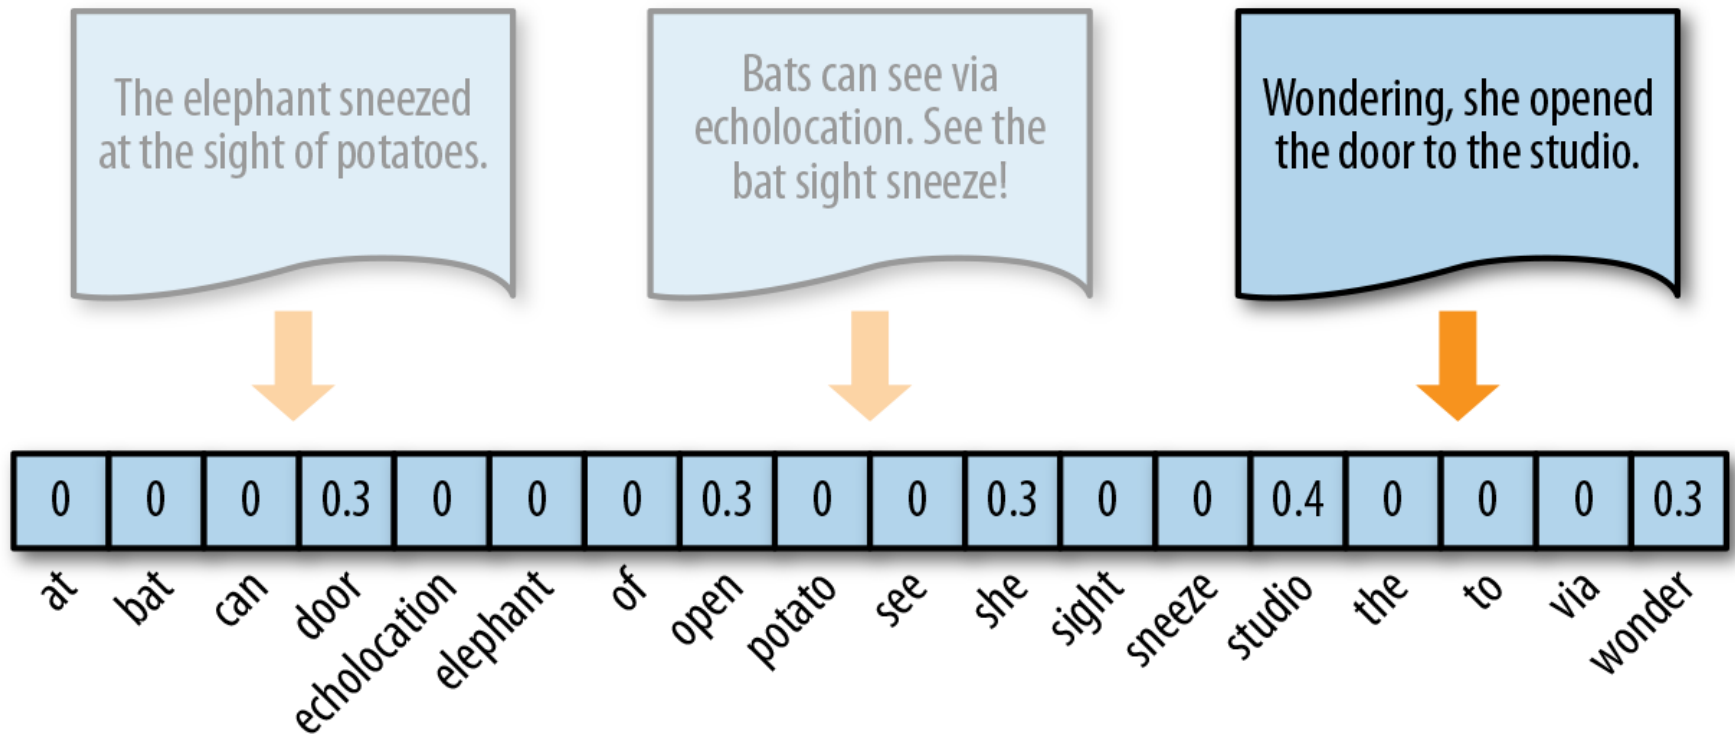 The elephant sneezed
at the sight of potatoes.
Bats can see via
echolocation. See the
bat sight sneeze!
Wondering, she opened
the door to the studio.
0 0 0 0.3 0 0 0 0.3 0 0 0.3 0 0 0.4 0 0 0 0.3
at bat can door echolocation elephant of open potato see she sight sneeze studio the to via wonder